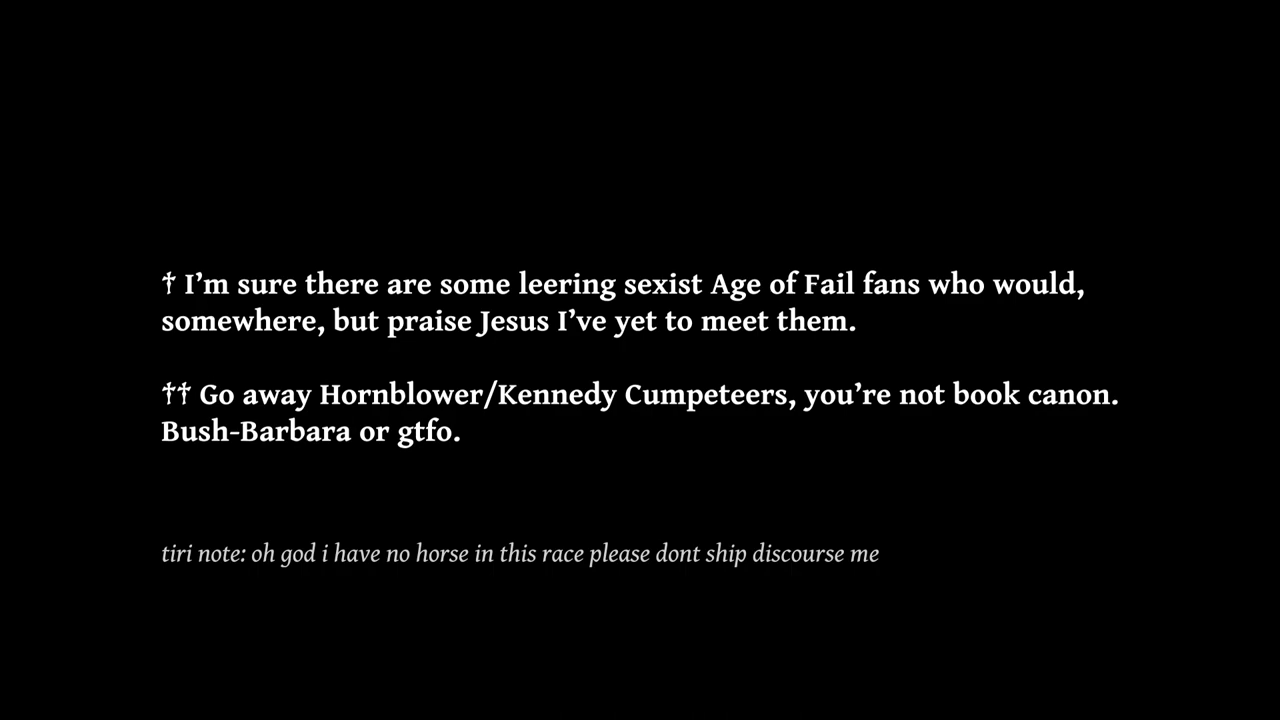 † I’m sure there are some leering sexist Age of Fail fans who would,
somewhere, but praise Jesus I’ve yet to meet them.
†† Go away Hornblower/Kennedy Cumpeteers, you’re not book canon.
Bush-Barbara or gtfo.
tiri note: oh god i have no horse in this race please dont ship discourse me